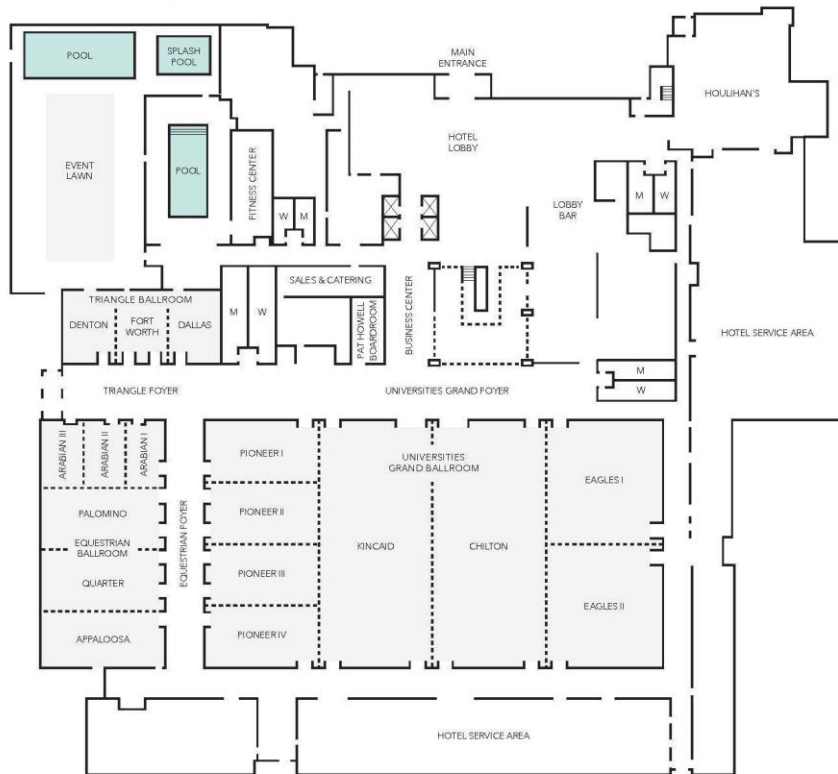 POOL
SPLASH
POOL
MAIN
ENTRANCE
HOULIHAN'S
HOTEL
LOBBY
EVENT
LAWN
POOL
FITNESS CENTER
W
M
LOBBY
BAR
M
W
SALES & CATERING
TRIANGLE BALLROOM
DENTON
FORT
WORTH
DALLAS
M
W
PAT HOWELL
BOARDROOM
BUSINESS CENTER
HOTEL SERVICE AREA
M
W
TRIANGLE FOYER
UNIVERSITIES GRAND FOYER
ARABIAN III
ARABIAN II
ARABIAN I
PIONEER I
UNIVERSITIES
GRAND BALLROOM
EAGLES I
PALOMINO
PIONEER II
EQUESTRIAN
BALLROOM
EQUESTRIAN FOYER
KINCAID
CHILTON
QUARTER
PIONEER III
EAGLES II
APPALOOSA
PIONEER IV
HOTEL SERVICE AREA